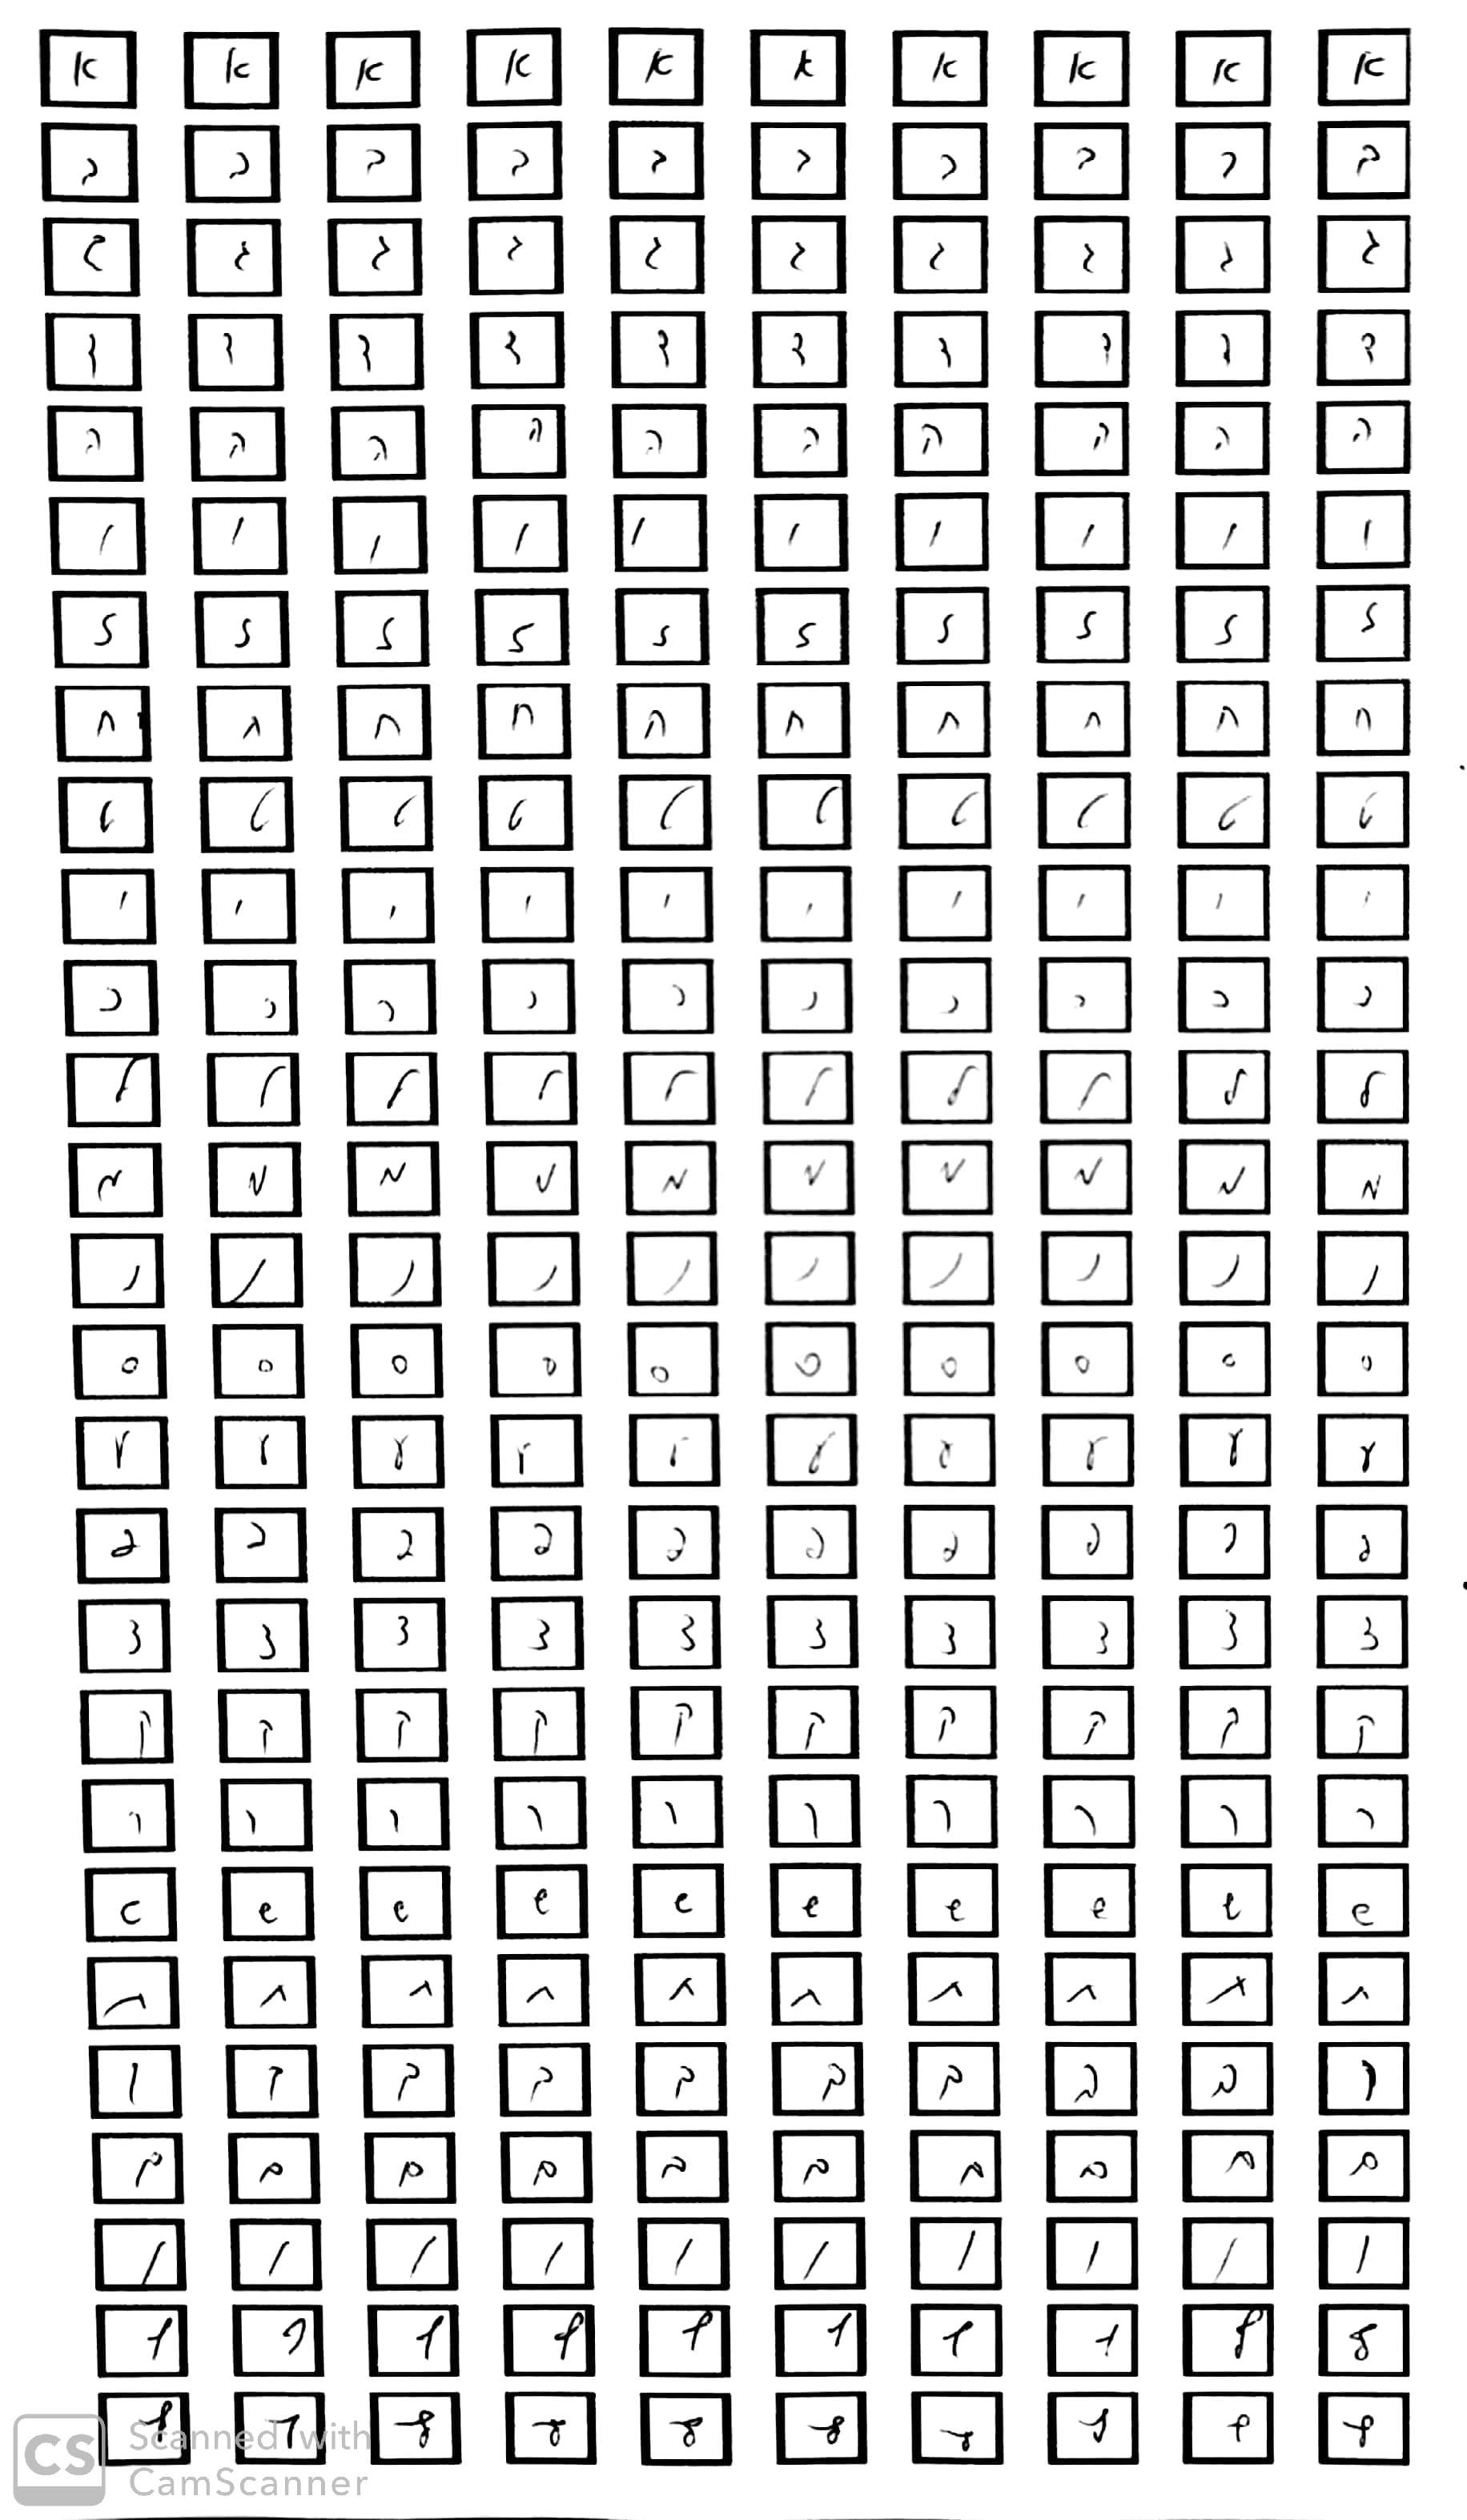 א א א א א א א א א א
ב ב ב ב ב ב ב ב ב ב
ג ג ג ג ג ג ג ג ג ג
ד ד ד ד ד ד ד ד ד ד
ה ה ה ה ה ה ה ה ה ה
ו ו ו ו ו ו ו ו ו ו
ז ז ז ז ז ז ז ז ז ז
ח ח ח ח ח ח ח ח ח ח
ט ט ט ט ט ט ט ט ט ט
י י י י י י י י י י
כ כ כ כ כ כ כ כ כ כ
ל ל ל ל ל ל ל ל ל ל
מ מ מ מ מ מ מ מ מ מ
נ נ נ נ נ נ נ נ נ נ
ס ס ס ס ס ס ס ס ס ס
ע ע ע ע ע ע ע ע ע ע
פ פ פ פ פ פ פ פ פ פ
צ צ צ צ צ צ צ צ צ צ
ק ק ק ק ק ק ק ק ק ק
ר ר ר ר ר ר ר ר ר ר
ש ש ש ש ש ש ש ש ש ש
ת ת ת ת ת ת ת ת ת ת
ך ך ך ך ך ך ך ך ך ך
ם ם ם ם ם ם ם ם ם ם
ן ן ן ן ן ן ן ן ן ן
ף ף ף ף ף ף ף ף ף ף
ץ ץ ץ ץ ץ ץ ץ ץ ץ ץ
CS Scanned with
CamScanner